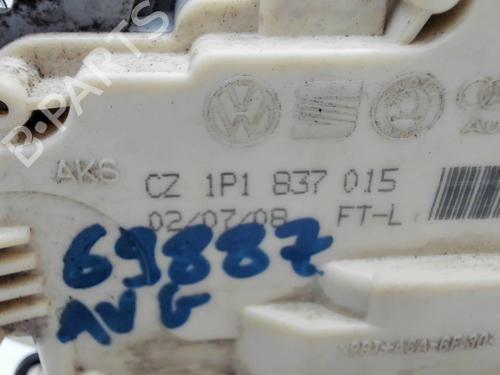 B-PARTS
AKS CZ 1P1 837 015
02/07/08 FT-L
69887
AVG